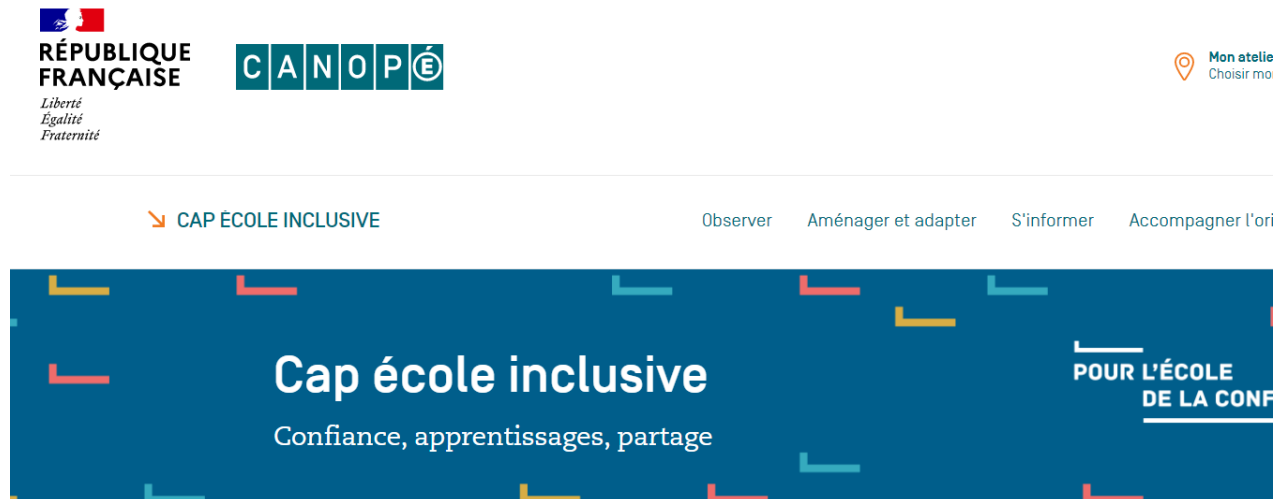 RÉPUBLIQUE
FRANÇAISE
Liberté
Égalité
Fraternité
CANOPÉ
Mon atelie
Choisir mo
CAP ÉCOLE INCLUSIVE
Observer
Aménager et adapter
S'informer
Accompagner l'ori
Cap école inclusive
Confiance, apprentissages, partage
POUR L'ÉCOLE
DE LA CONF